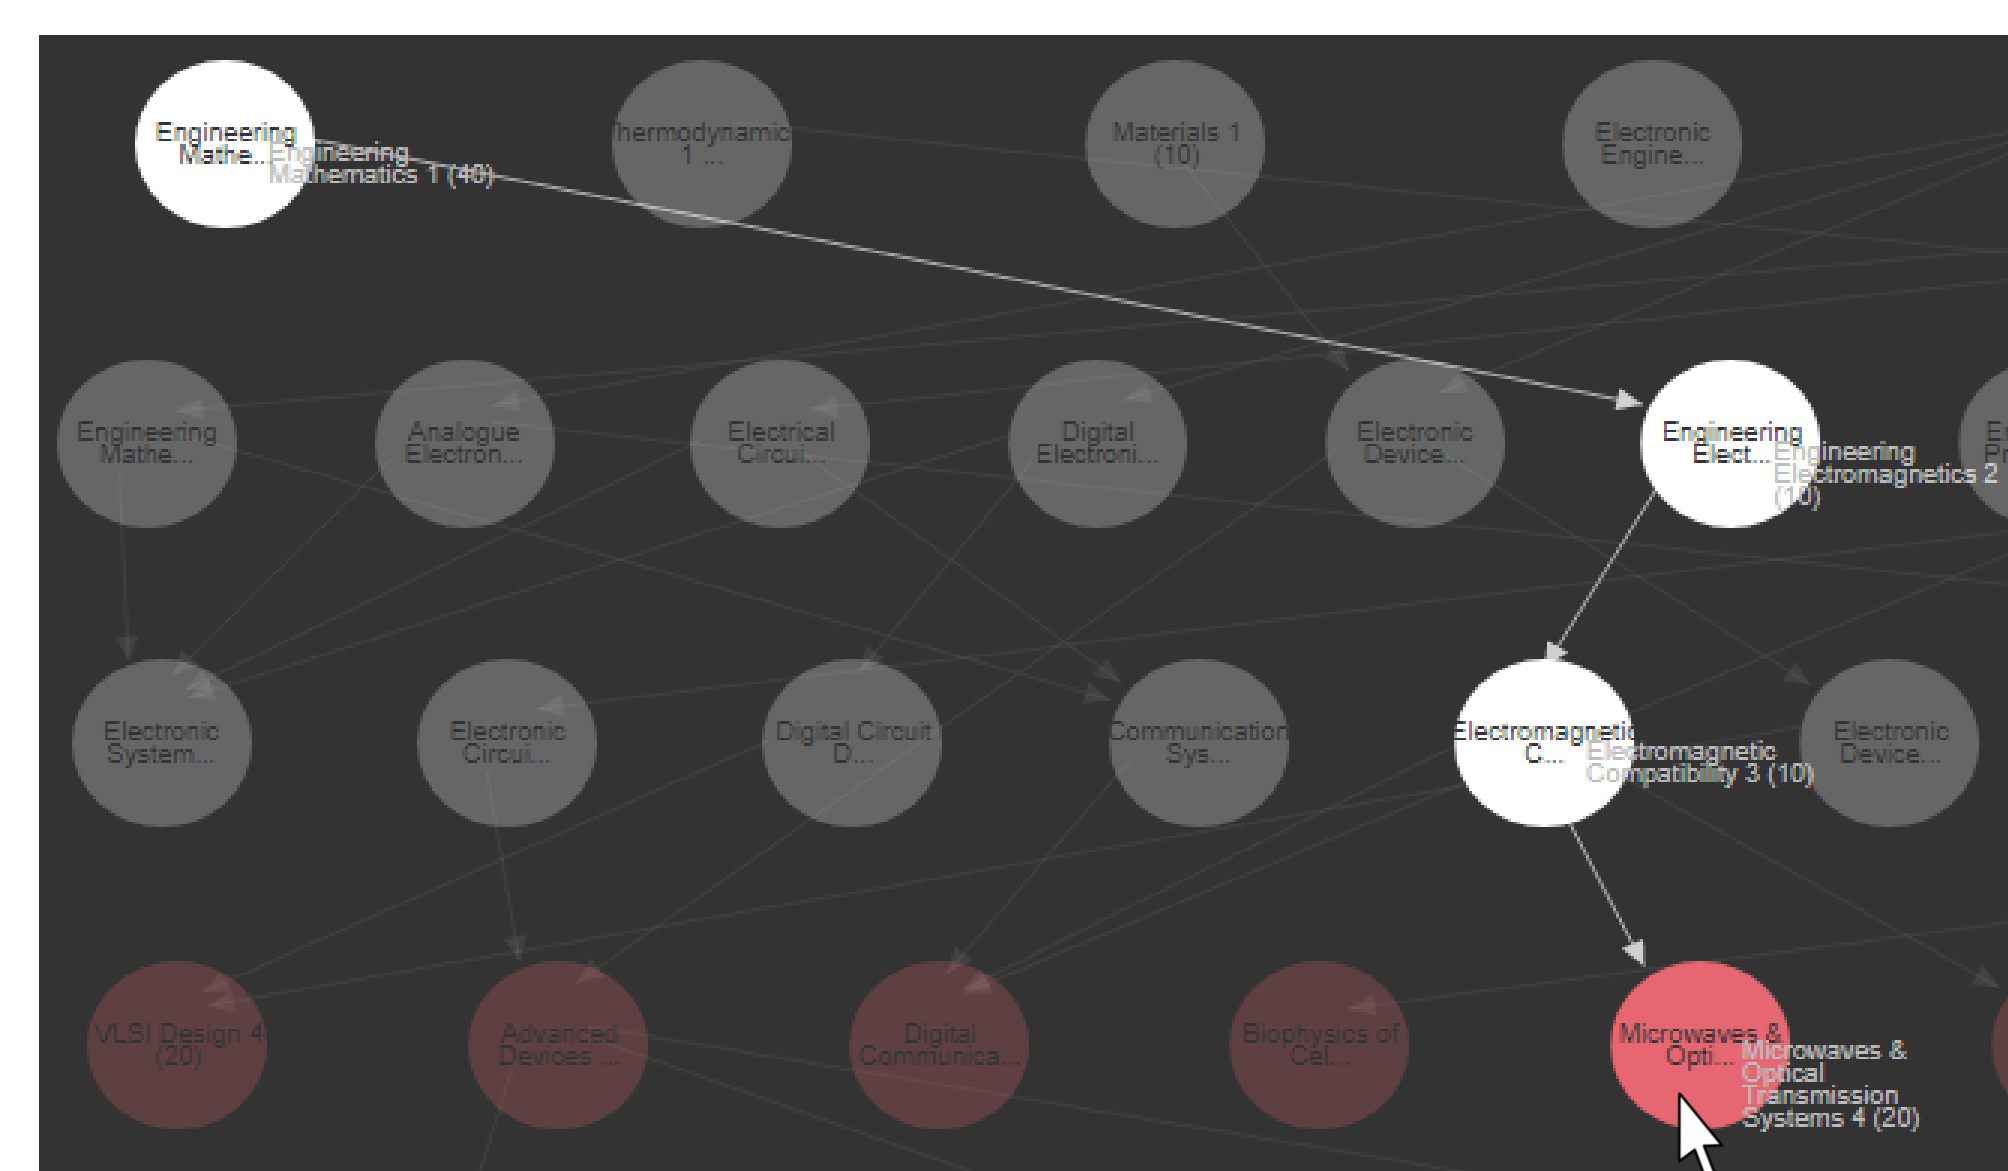 Engineering
Mathe...
Engineering
Mathematics 1 (40)
hermodynamic
1 ...
Materials 1
(10)
Electronic
Engine...
Engineering
Mathe...
Analogue
Electron...
Electrical
Circui...
Digital
Electroni...
Electronic
Device...
Engineering
Elect...
Engineering
Electromagnetics 2
(10)
Electronic
System...
Electronic
Circui...
Digital Circuit
D...
Communication
Sys...
Electromagnetic
C...
Electromagnetic
Compatibility 3 (10)
Electronic
Device...
VLSI Design 4
(20)
Advanced
Devices ...
Digital
Communica...
Biophysics of
Cel...
Microwaves &
Opti...
Microwaves &
Optical
Transmission
Systems 4 (20)